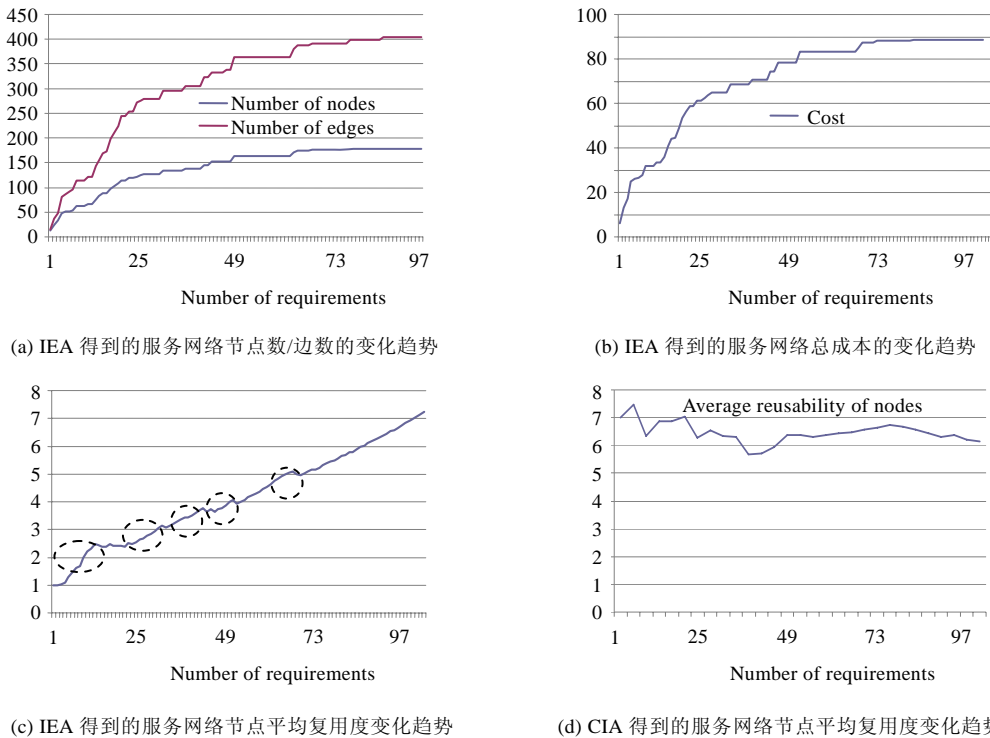 450
400
350
300
250
200
150
100
50
0
Number of nodes
Number of edges
1 25 49 73 97
Number of requirements
(a) IEA 得到的服务网络节点数/边数的变化趋势
100
80
60
40
20
0
Cost
1 25 49 73 97
Number of requirements
(b) IEA 得到的服务网络总成本的变化趋势
8
7
6
5
4
3
2
1
0
1 25 49 73 97
Number of requirements
(c) IEA 得到的服务网络节点平均复用度变化趋势
8
7
6
5
4
3
2
1
0
Average reusability of nodes
1 25 49 73 97
Number of requirements
(d) CIA 得到的服务网络节点平均复用度变化趋